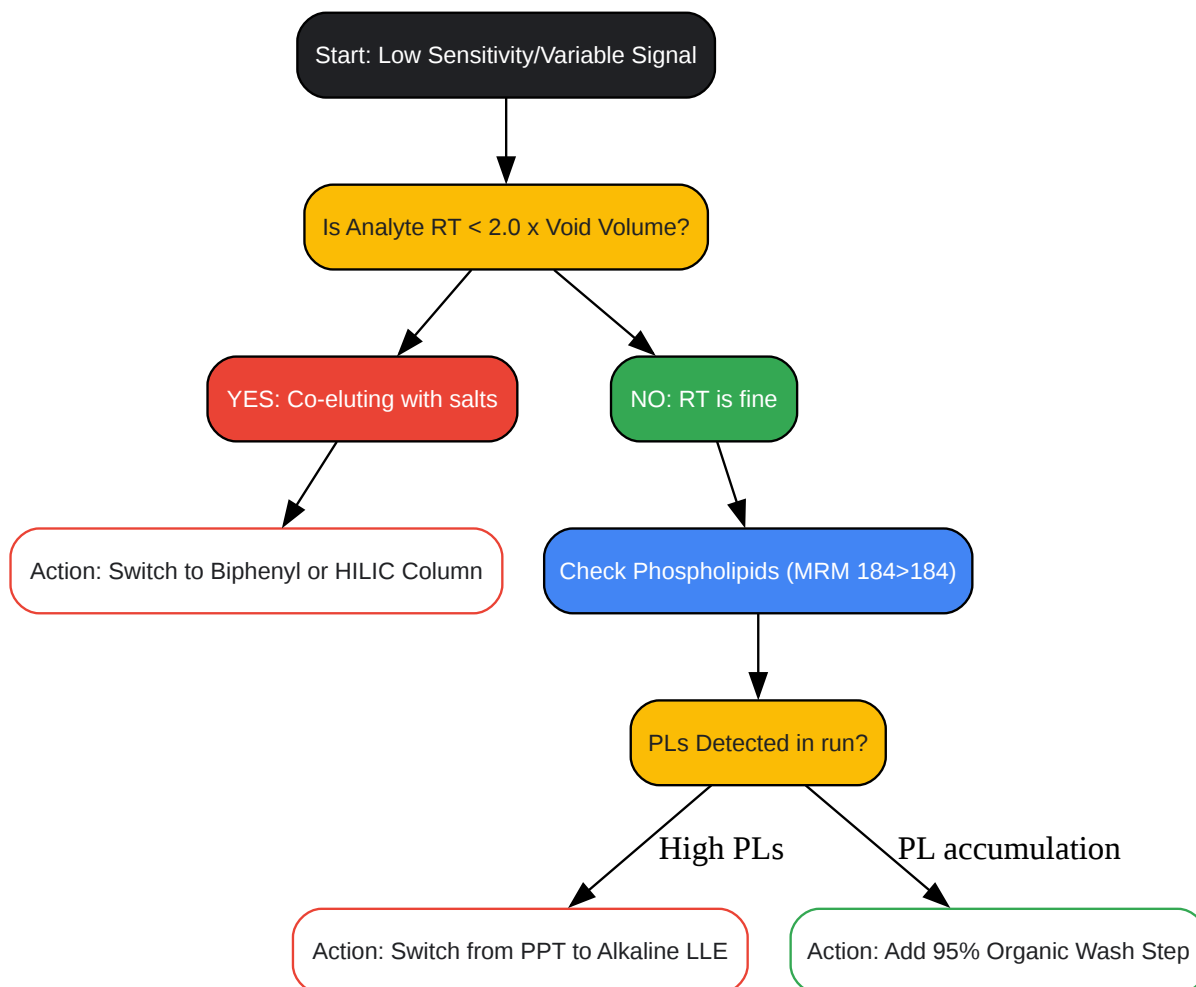 Start: Low Sensitivity/Variable Signal
Is Analyte RT < 2.0 x Void Volume?
YES: Co-eluting with salts
NO: RT is fine
Action: Switch to Biphenyl or HILIC Column
Check Phospholipids (MRM 184>184)
PLs Detected in run?
High PLs
PL accumulation
Action: Switch from PPT to Alkaline LLE
Action: Add 95% Organic Wash Step